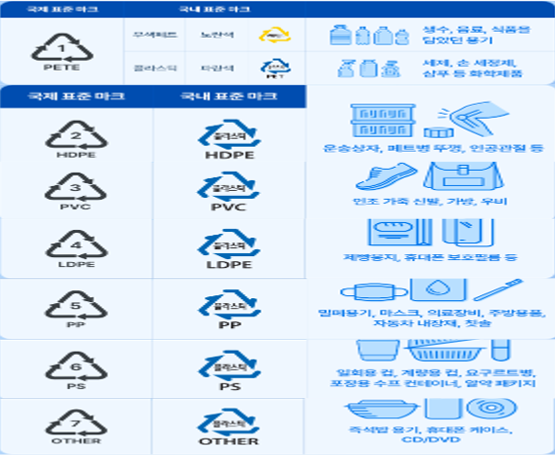 국제 표준 마크 국내 표준 마크
1
PETE
무색페트 노란색
생수, 음료, 식품을
담았던 용기
플라스틱 파란색
PET
세제, 손 세정제,
샴푸 등 화학제품
국제 표준 마크 국내 표준 마크
2
HDPE
플라스틱
HDPE
운송상자, 페트병 뚜껑, 인공관절 등
3
PVC
플라스틱
PVC
인조 가죽 신발, 가방, 우비
4
LDPE
플라스틱
LDPE
제빵용지, 휴대폰 보호필름 등
5
PP
플라스틱
PP
밀폐용기, 마스크, 의료장비, 주방용품,
자동차 내장재, 칫솔
6
PS
플라스틱
PS
일회용 컵, 계량용 컵, 요구르트병,
포장용 수프 컨테이너, 알약 패키지
7
OTHER
플라스틱
OTHER
즉석밥 용기, 휴대폰 케이스,
CD/DVD